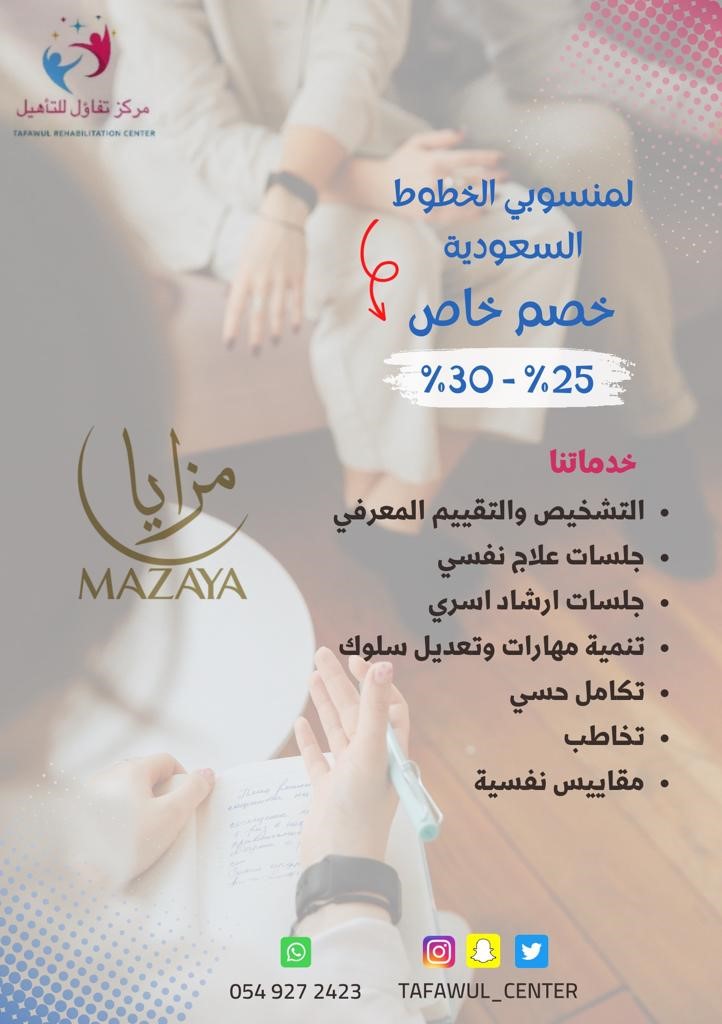 مركز تفاؤل للتأهيل
TAFAWUL REHABILITATION CENTER
لمنسوبي الخطوط
السعودية
خصم خاص
%30 - %25
مزايا
MAZAYA
خدماتنا
• التشخيص والتقييم المعرفي
• جلسات علاج نفسي
• جلسات ارشاد اسري
• تنمية مهارات وتعديل سلوك
• تكامل حسي
• تخاطب
• مقاييس نفسية
054 927 2423
TAFAWUL_CENTER